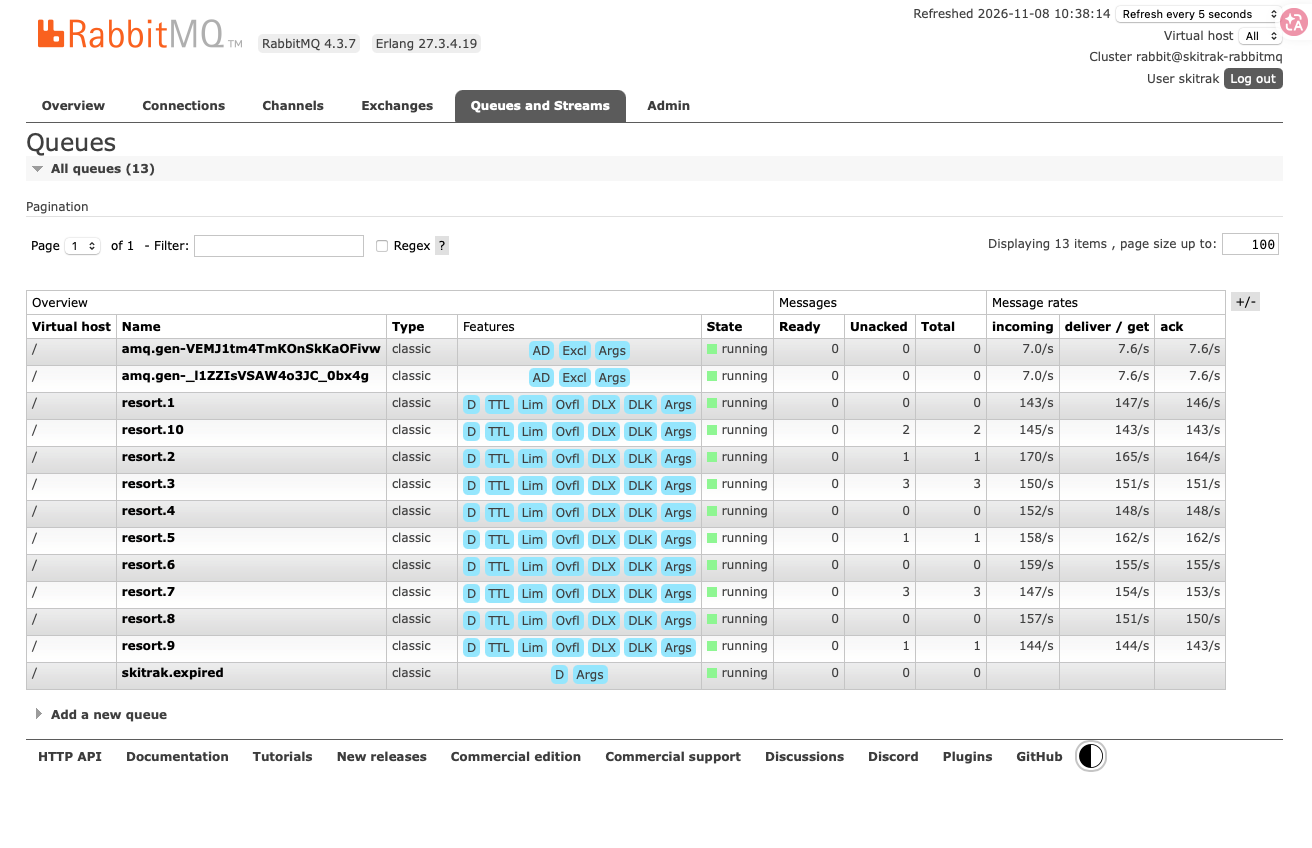 Refreshed 2026-11-08 10:38:14 Refresh every 5 seconds
RabbitMQ TM RabbitMQ 4.3.7 Erlang 27.3.4.19
Virtual host All
Cluster rabbit@skitrak-rabbitmq
User skitrak Log out
Overview Connections Channels Exchanges Queues and Streams Admin
Queues
All queues (13)
Pagination
Page 1 of 1 - Filter: Regex ? Displaying 13 items , page size up to: 100
Overview Messages Message rates +/-
Virtual host Name Type Features State Ready Unacked Total incoming deliver / get ack
/ amq.gen-VEMJ1tm4TmKOnSkKaOFivw classic AD Excl Args running 0 0 0 7.0/s 7.6/s 7.6/s
/ amq.gen-_l1ZZIsVSAW4o3JC_0bx4g classic AD Excl Args running 0 0 0 7.0/s 7.6/s 7.6/s
/ resort.1 classic D TTL Lim Ovfl DLX DLK Args running 0 0 0 143/s 147/s 146/s
/ resort.10 classic D TTL Lim Ovfl DLX DLK Args running 0 2 2 145/s 143/s 143/s
/ resort.2 classic D TTL Lim Ovfl DLX DLK Args running 0 1 1 170/s 165/s 164/s
/ resort.3 classic D TTL Lim Ovfl DLX DLK Args running 0 3 3 150/s 151/s 151/s
/ resort.4 classic D TTL Lim Ovfl DLX DLK Args running 0 0 0 152/s 148/s 148/s
/ resort.5 classic D TTL Lim Ovfl DLX DLK Args running 0 1 1 158/s 162/s 162/s
/ resort.6 classic D TTL Lim Ovfl DLX DLK Args running 0 0 0 159/s 155/s 155/s
/ resort.7 classic D TTL Lim Ovfl DLX DLK Args running 0 3 3 147/s 154/s 153/s
/ resort.8 classic D TTL Lim Ovfl DLX DLK Args running 0 0 0 157/s 151/s 150/s
/ resort.9 classic D TTL Lim Ovfl DLX DLK Args running 0 1 1 144/s 144/s 143/s
/ skitrak.expired classic D Args running 0 0 0
Add a new queue
HTTP API Documentation Tutorials New releases Commercial edition Commercial support Discussions Discord Plugins GitHub